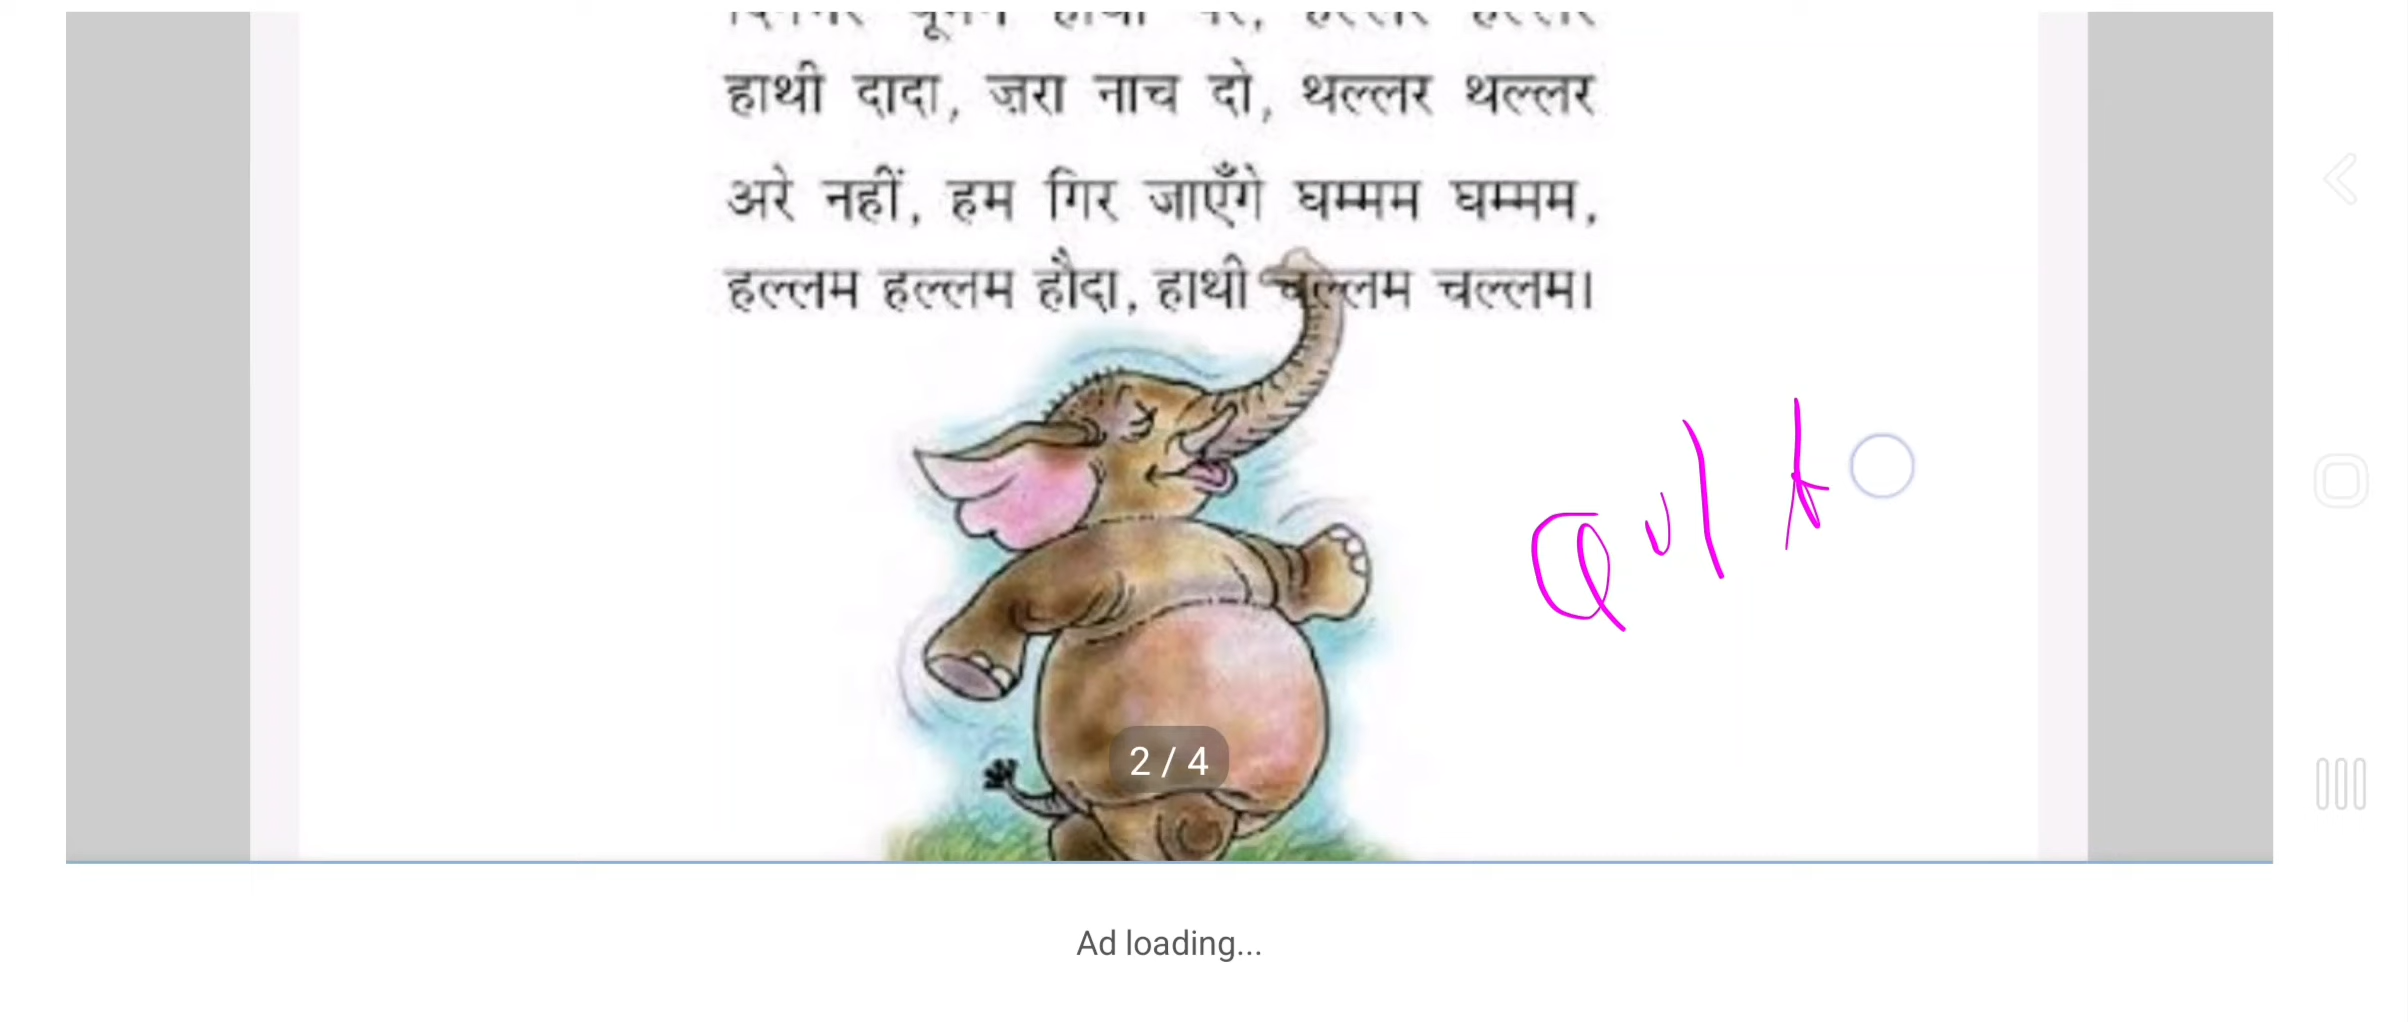 हाथी दादा, ज़रा नाच दो, थल्लर थल्लर
अरे नहीं, हम गिर जाएँगे घम्मम घम्मम,
हल्लम हल्लम हौदा, हाथी चल्लम चल्लम।
2 / 4
Ad loading...